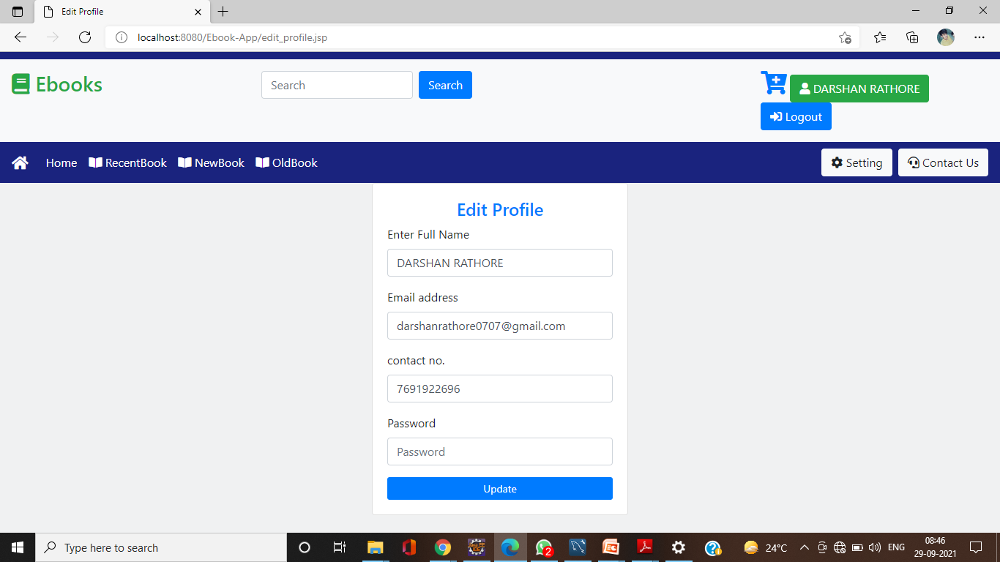 Edit Profile
localhost:8080/Ebook-App/edit_profile.jsp
Ebooks
Search
Search
DARSHAN RATHORE
Logout
Home
RecentBook
NewBook
OldBook
Setting
Contact Us
Edit Profile
Enter Full Name
DARSHAN RATHORE
Email address
darshanrathore0707@gmail.com
contact no.
7691922696
Password
Password
Update
Type here to search
2
24°C
ENG
08:46
29-09-2021